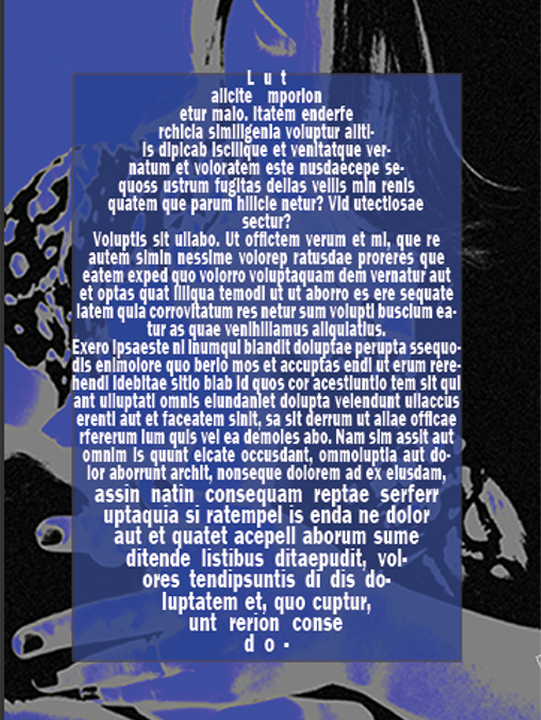 Lut
alicite mporion
etur maio. Itatem enderfe
rchicia similigenia voluptur aliti-
is dipicab iscilique et venitatque ver-
natum et voloratem este nusdaecepe se-
quoss ustrum fugitas dellas vellis min renis
quatem que parum hillcie netur? Vid utectiosae
sectur?
Voluptis sit ullabo. Ut offictem verum et mi, que re
autem simin nessime volorep ratusdae proreres que
eatem exped quo volorro voluptaquam dem vernatur aut
et optas quat iliiqua temodi ut ut aborro es ere sequate
latem quia corrovitatum res netur sum volupti buscium ea-
tur as quae venihillamus aliquiatius.
Exero ipsaeste ni inumqui blandit doluptae perupta ssequo-
dis enimolore quo berio mos et accuptas endi ut erum rere-
hendi idebitae sitio blab id quos cor acestiuntio tem sit qui
ant ulluptati omnis eiundaniet dolupta velendunt ullaccus
erenti aut et faceatem sinit, sa sit derrum ut aliae officae
rfererum ium quis vel ea demoles abo. Nam sim assit aut
omnim is quunt eicate occusdant, ommoluptia aut do-
lor aborrunt archit, nonseque dolorem ad ex eiusdam,
assin natin consequam reptae serferr
uptaquia si ratempel is enda ne dolor
aut et quatet acepell aborum sume
ditende listibus ditaepudit, vol-
ores tendipsuntis di dis do-
luptatem et, quo cuptur,
unt rerion conse
do-